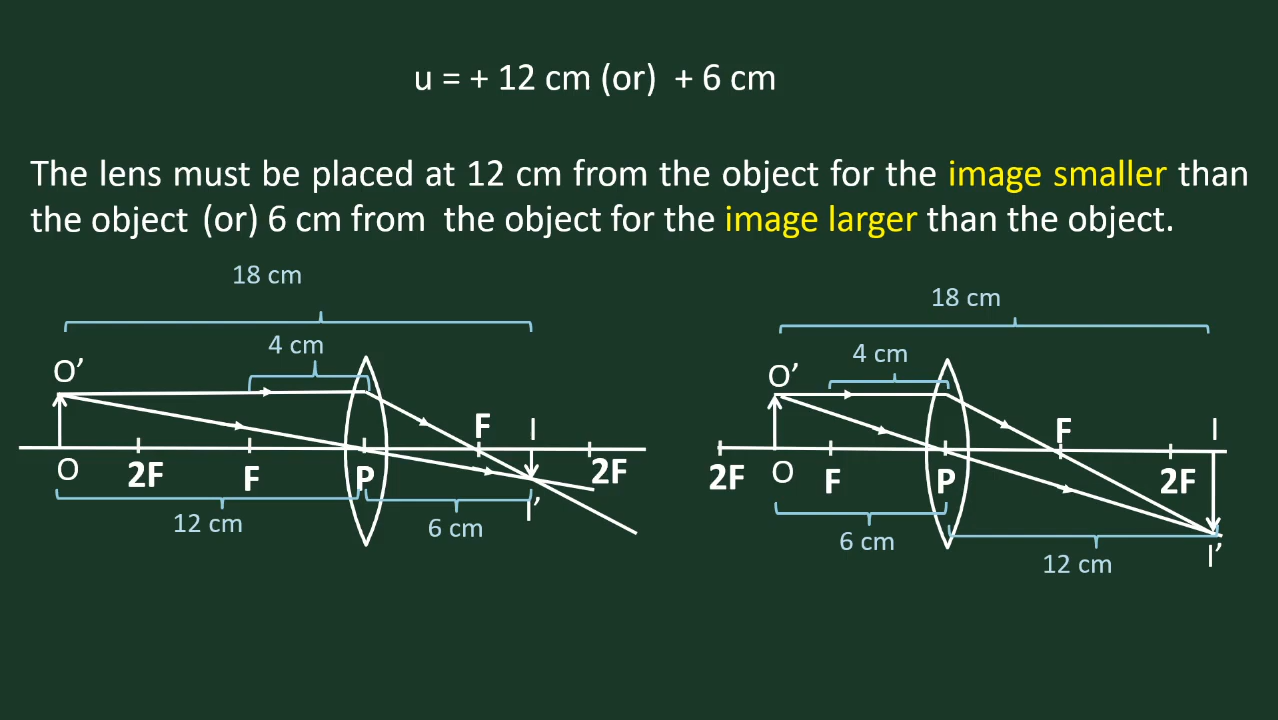 u = + 12 cm (or) + 6 cm
The lens must be placed at 12 cm from the object for the image smaller than
the object (or) 6 cm from the object for the image larger than the object.
18 cm
4 cm
O’
F
I
O
2F
F
P
2F
I’
12 cm
6 cm
18 cm
4 cm
O’
F
I
2F
O
F
P
2F
6 cm
12 cm
I’